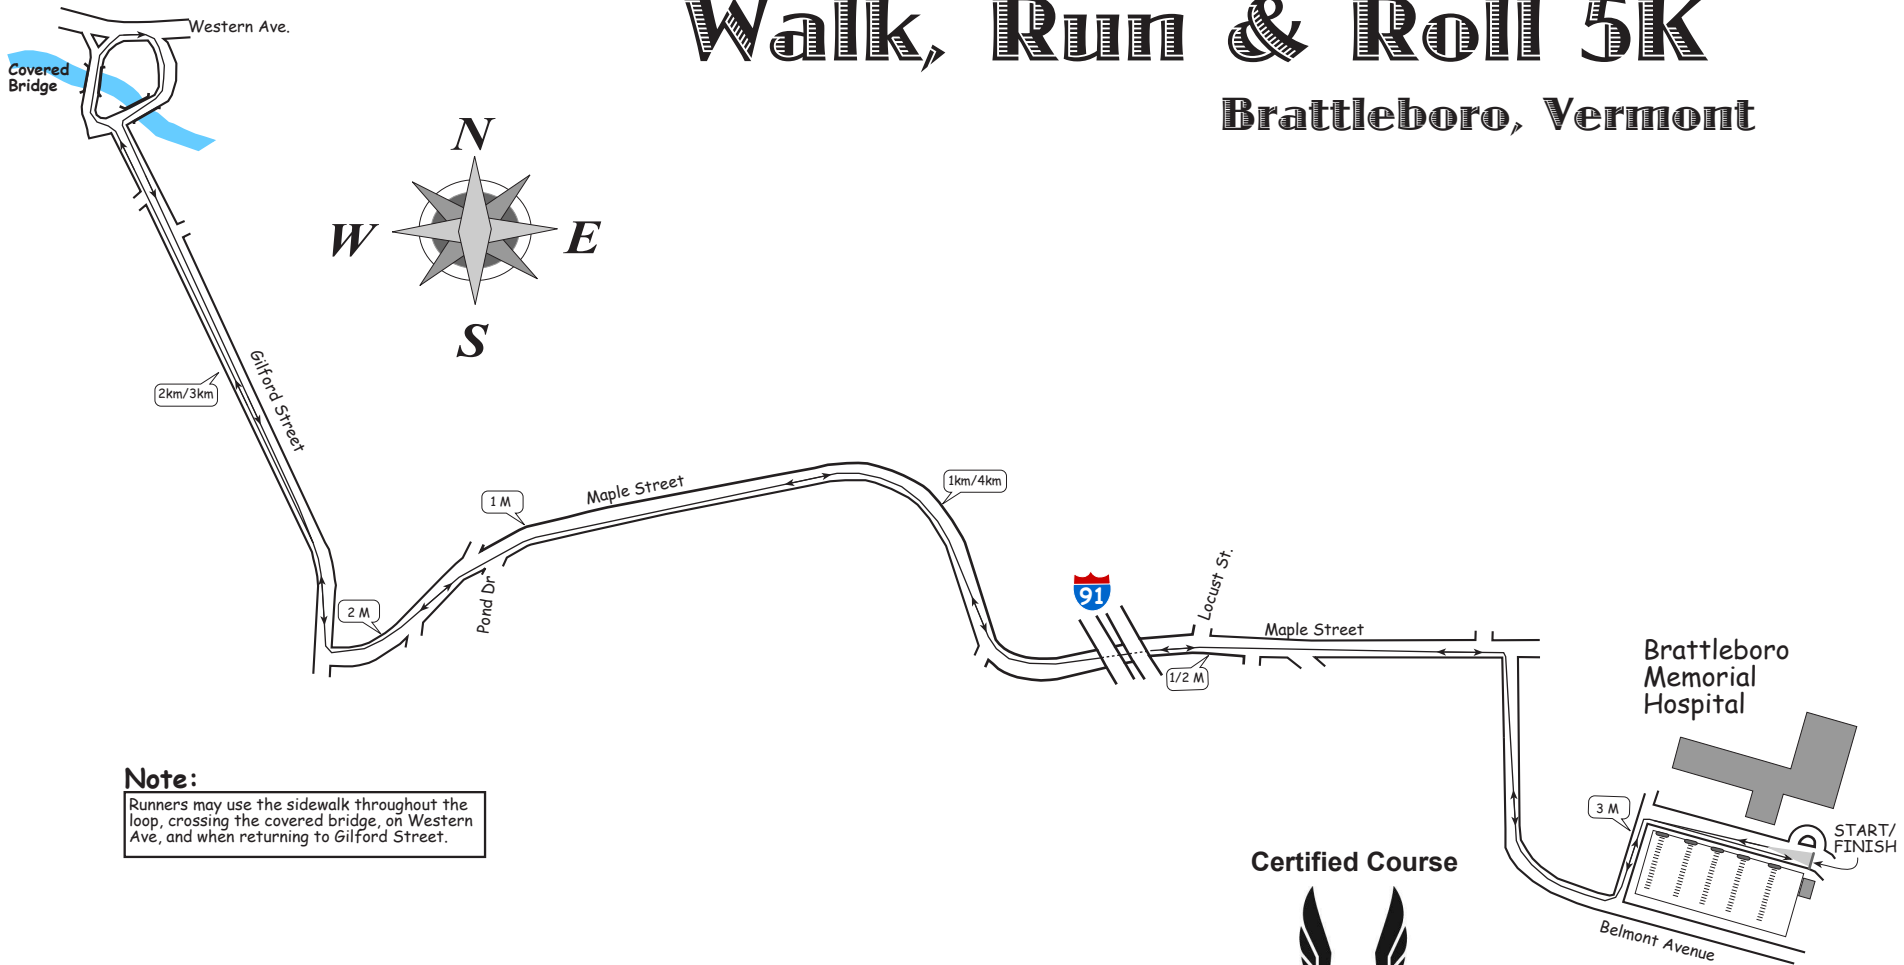 Walk, Run & Roll 5K
Brattleboro, Vermont
Western Ave.
Covered
Bridge
N
W
E
S
Gilford Street
2km/3km
1 M
Maple Street
1km/4km
2 M
Pond Dr
91
Locust St.
Maple Street
1/2 M
Brattleboro
Memorial
Hospital
3 M
START/
FINISH
Belmont Avenue
Note:
Runners may use the sidewalk throughout the
loop, crossing the covered bridge, on Western
Ave, and when returning to Gilford Street.
Certified Course